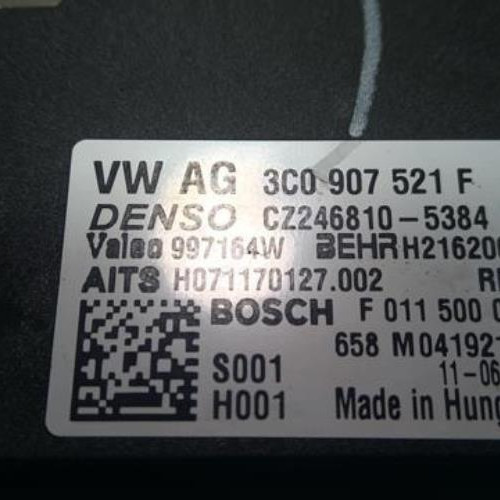 VW AG 3C0 907 521 F
DENSO CZ246810-5384
Valeo 997164W BEHR H216200
AITS H071170127.002
BOSCH F 011 500
658 M04192
S001 11-06
H001 Made in